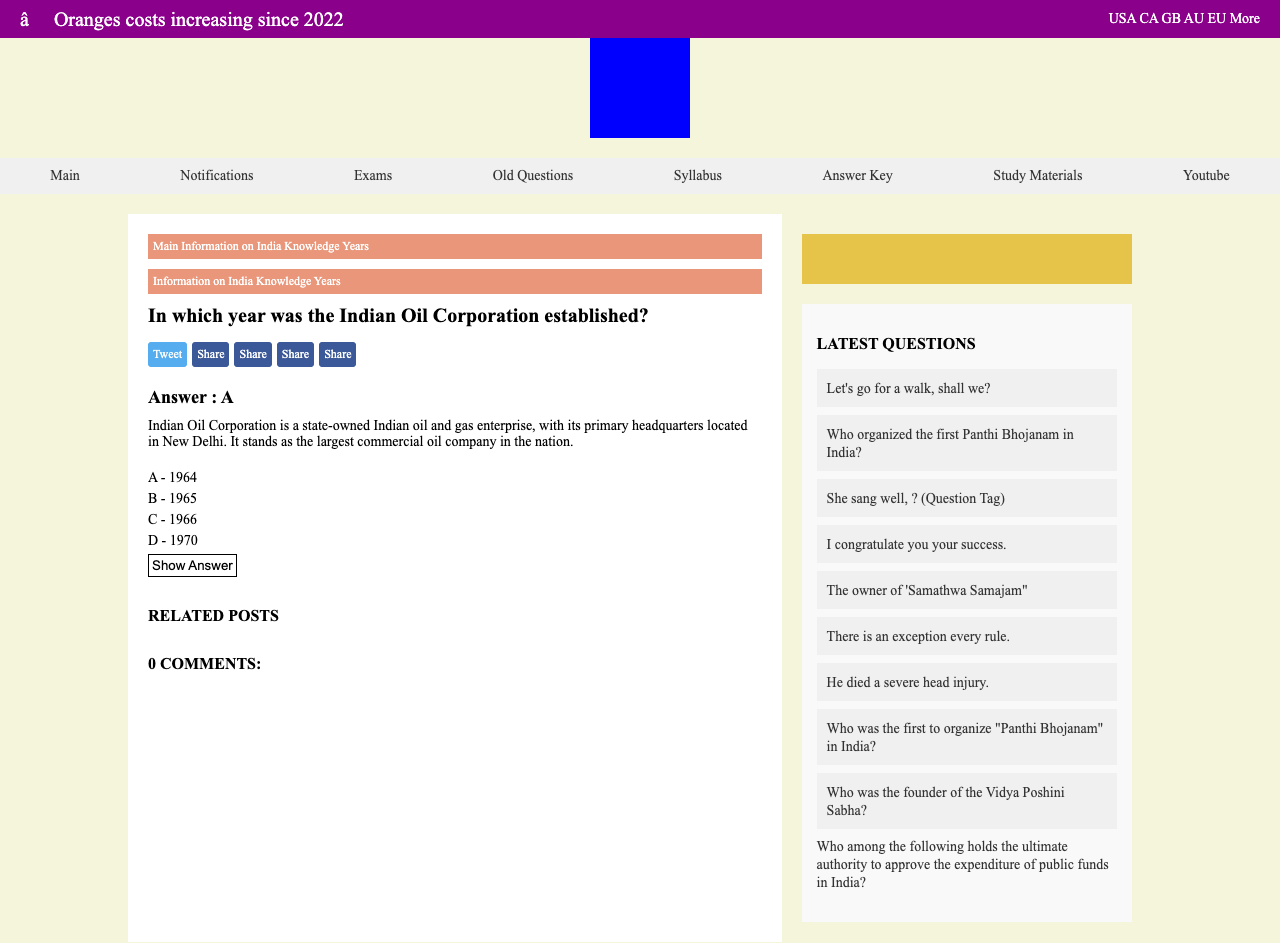 â Oranges costs increasing since 2022
USA CA GB AU EU More
Main Notifications Exams Old Questions Syllabus Answer Key Study Materials Youtube
Main Information on India Knowledge Years
Information on India Knowledge Years
In which year was the Indian Oil Corporation established?
Tweet Share Share Share Share
Answer : A
Indian Oil Corporation is a state-owned Indian oil and gas enterprise, with its primary headquarters located
in New Delhi. It stands as the largest commercial oil company in the nation.
A - 1964
B - 1965
C - 1966
D - 1970
Show Answer
RELATED POSTS
0 COMMENTS:
LATEST QUESTIONS
Let's go for a walk, shall we?
Who organized the first Panthi Bhojanam in
India?
She sang well, ? (Question Tag)
I congratulate you your success.
The owner of 'Samathwa Samajam"
There is an exception every rule.
He died a severe head injury.
Who was the first to organize "Panthi Bhojanam"
in India?
Who was the founder of the Vidya Poshini
Sabha?
Who among the following holds the ultimate
authority to approve the expenditure of public funds
in India?